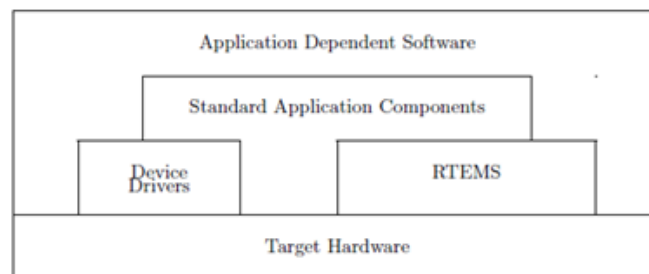 Application Dependent Software
Standard Application Components
Device
Drivers
RTEMS
Target Hardware